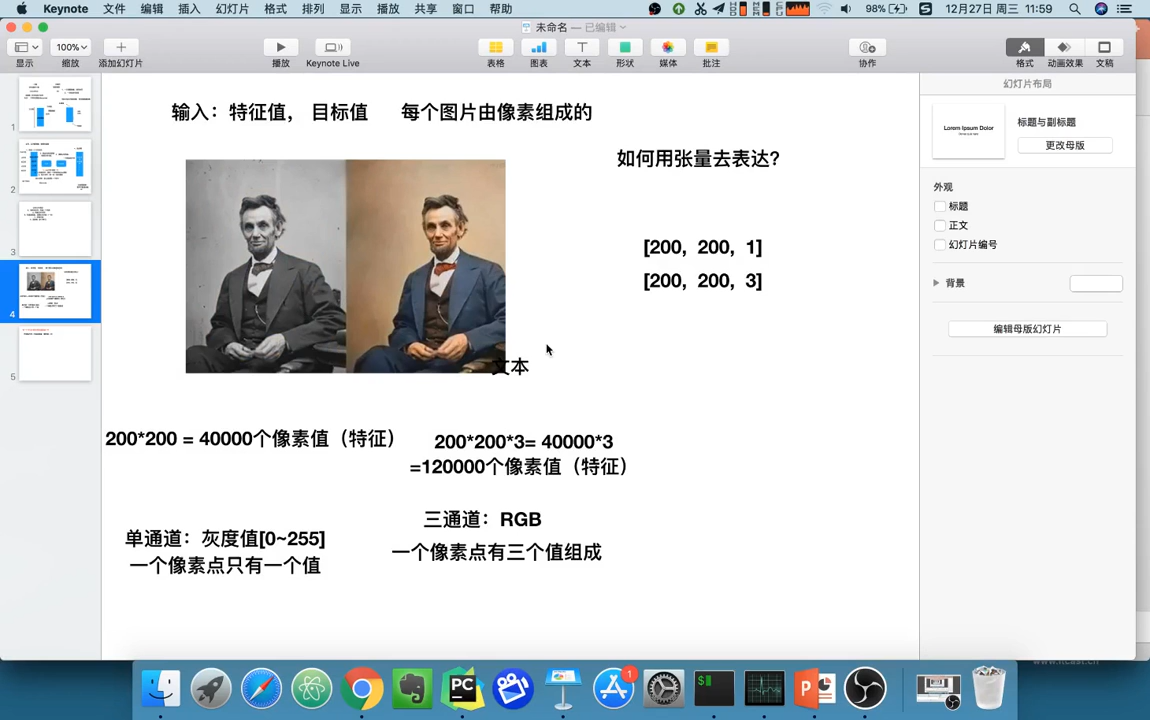 Keynote 文件 编辑 插入 幻灯片 格式 排列 显示 播放 共享 窗口 帮助 98% 12月27日 周三 11:59
未命名 — 已编辑
100%
显示 缩放 添加幻灯片 播放 Keynote Live 表格 图表 文本 形状 媒体 批注 协作 格式 动画效果 文稿
幻灯片布局
Lorem Ipsum Dolor
标题与副标题
更改母版
外观
标题
正文
幻灯片编号
背景
编辑母版幻灯片
1
2
3
4
5
输入：特征值， 目标值 每个图片由像素组成的
如何用张量去表达?
[200, 200, 1]
[200, 200, 3]
文本
200*200 = 40000个像素值（特征）
200*200*3= 40000*3
=120000个像素值（特征）
三通道：RGB
单通道：灰度值[0~255]
一个像素点有三个值组成
一个像素点只有一个值
PC
1
$
P